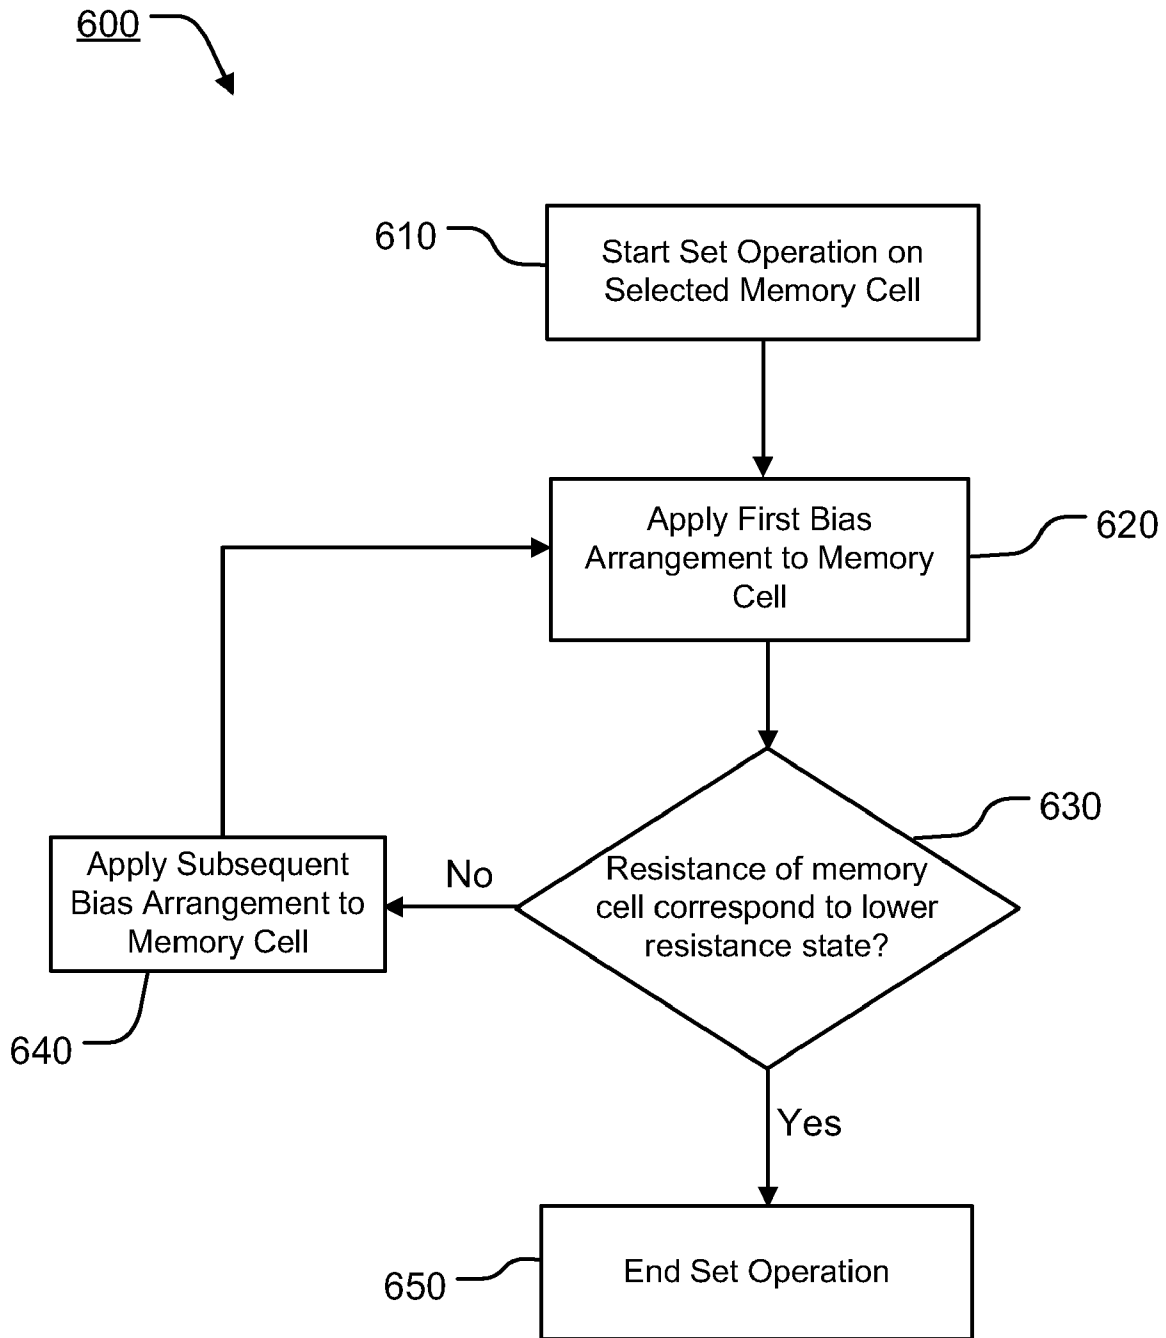 600
610
Start Set Operation on
Selected Memory Cell
Apply First Bias
Arrangement to Memory
Cell
620
630
Resistance of memory
cell correspond to lower
resistance state?
No
Apply Subsequent
Bias Arrangement to
Memory Cell
640
Yes
End Set Operation
650